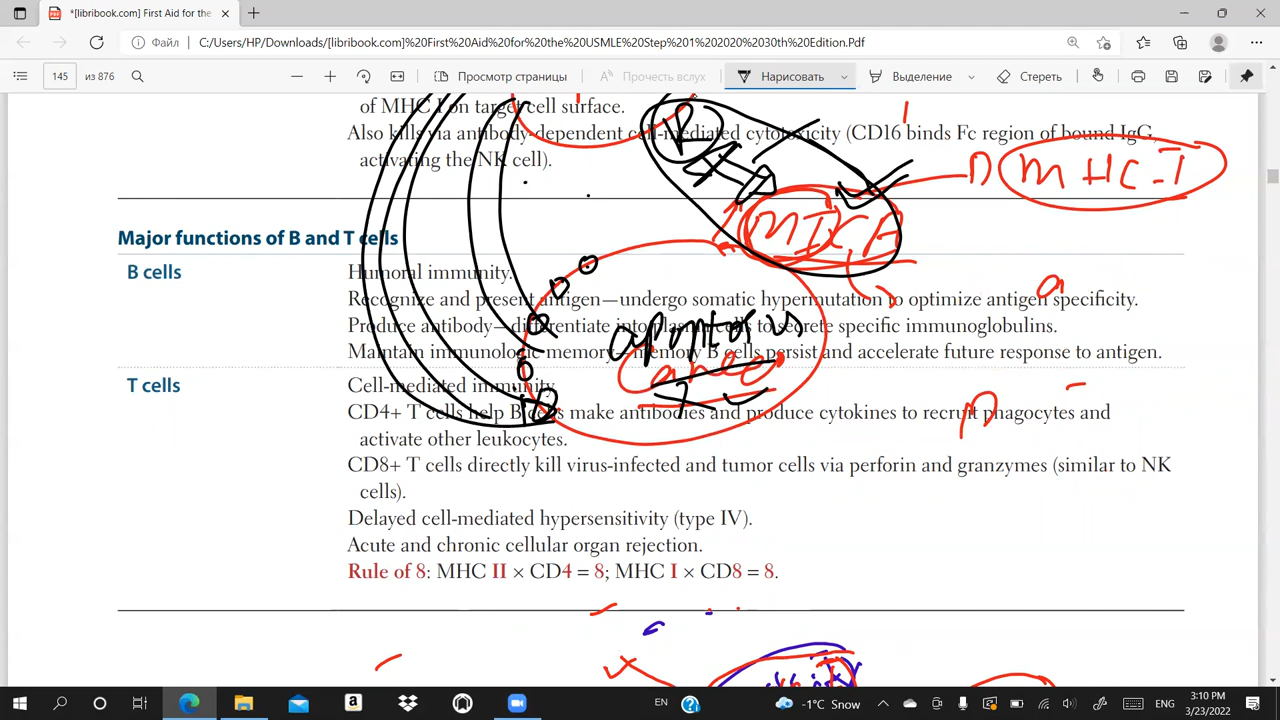 *[libribook.com] First Aid for the
Файл
C:/Users/HP/Downloads/[libribook.com]%20First%20Aid%20for%20the%20USMLE%20Step%201%202020%2030th%20Edition.Pdf
145 из 876
Просмотр страницы
Прочесть вслух
Нарисовать
Выделение
Стереть
of MHC I on target cell surface.
Also kills via antibody-dependent cell-mediated cytotoxicity (CD16 binds Fc region of bound IgG,
activating the NK cell).
R
MHC-I
MICA
Major functions of B and T cells
B cells
Humoral immunity.
Recognize and present antigen—undergo somatic hypermutation to optimize antigen specificity.
Produce antibody—differentiate into plasma cells to secrete specific immunoglobulins.
Maintain immunologic memory—memory B cells persist and accelerate future response to antigen.
apoptosis
T cells
Cell-mediated immunity.
CD4+ T cells help B cells make antibodies and produce cytokines to recruit phagocytes and
activate other leukocytes.
CD8+ T cells directly kill virus-infected and tumor cells via perforin and granzymes (similar to NK
cells).
Delayed cell-mediated hypersensitivity (type IV).
Acute and chronic cellular organ rejection.
Rule of 8: MHC II × CD4 = 8; MHC I × CD8 = 8.
EN
-1°C Snow
ENG
3:10 PM
3/23/2022